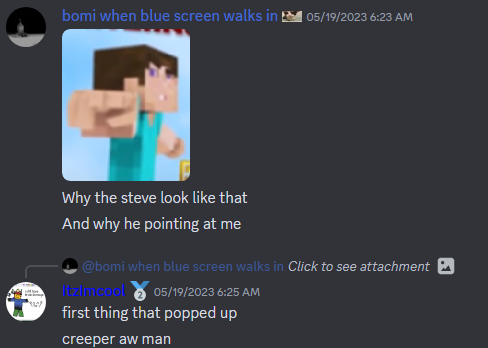 bomi when blue screen walks in 05/19/2023 6:23 AM
Why the steve look like that
And why he pointing at me
@bomi when blue screen walks in Click to see attachment
ItzImcool 2 05/19/2023 6:25 AM
first thing that popped up
creeper aw man